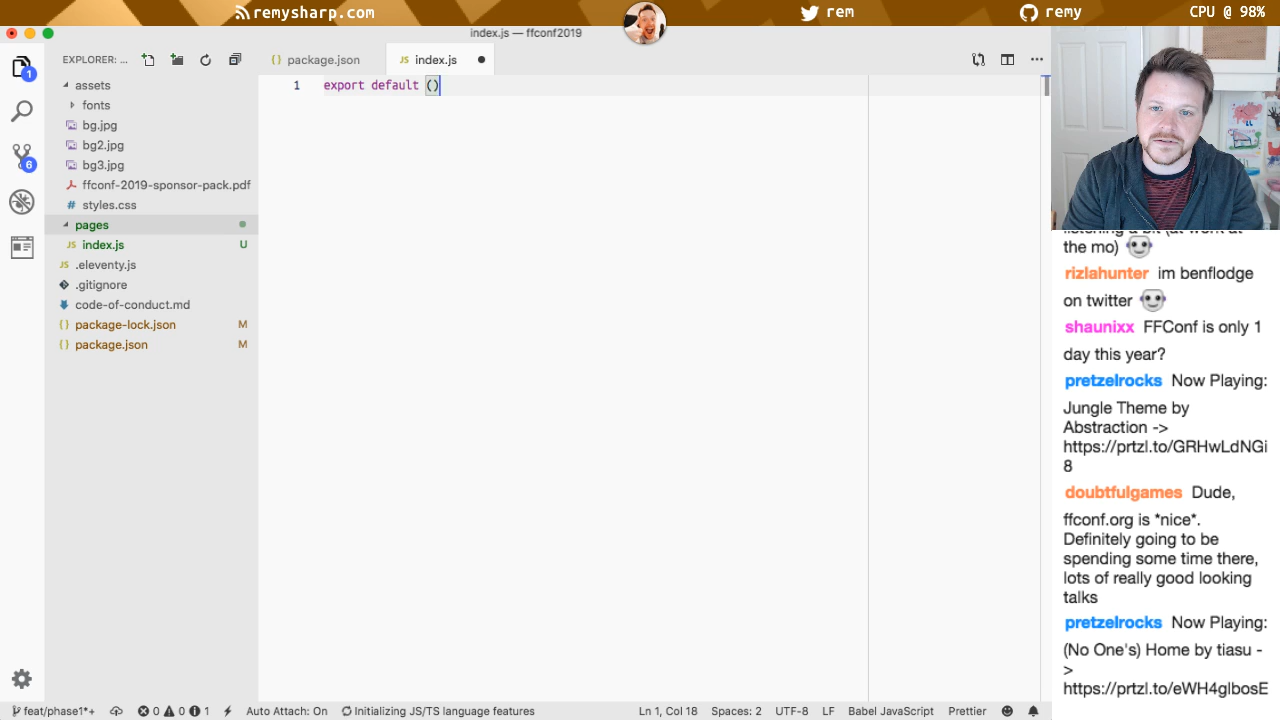 remysharp.com
rem
remy
CPU @ 98%
index.js — ffconf2019
EXPLORER: ...
package.json
index.js
1
export default ()
assets
fonts
bg.jpg
bg2.jpg
bg3.jpg
ffconf-2019-sponsor-pack.pdf
styles.css
pages
index.js U
.eleventy.js
.gitignore
code-of-conduct.md
package-lock.json M
package.json M
1
6
the mo)
rizlahunter im benflodge
on twitter
shaunixx FFConf is only 1
day this year?
pretzelrocks Now Playing:
Jungle Theme by
Abstraction ->
https://prtzl.to/GRHwLdNGi
8
doubtfulgames Dude,
ffconf.org is *nice*.
Definitely going to be
spending some time there,
lots of really good looking
talks
pretzelrocks Now Playing:
(No One's) Home by tiasu -
>
https://prtzl.to/eWH4glbosE
feat/phase1*+
0 0 1
Auto Attach: On
Initializing JS/TS language features
Ln 1, Col 18
Spaces: 2
UTF-8
LF
Babel JavaScript
Prettier